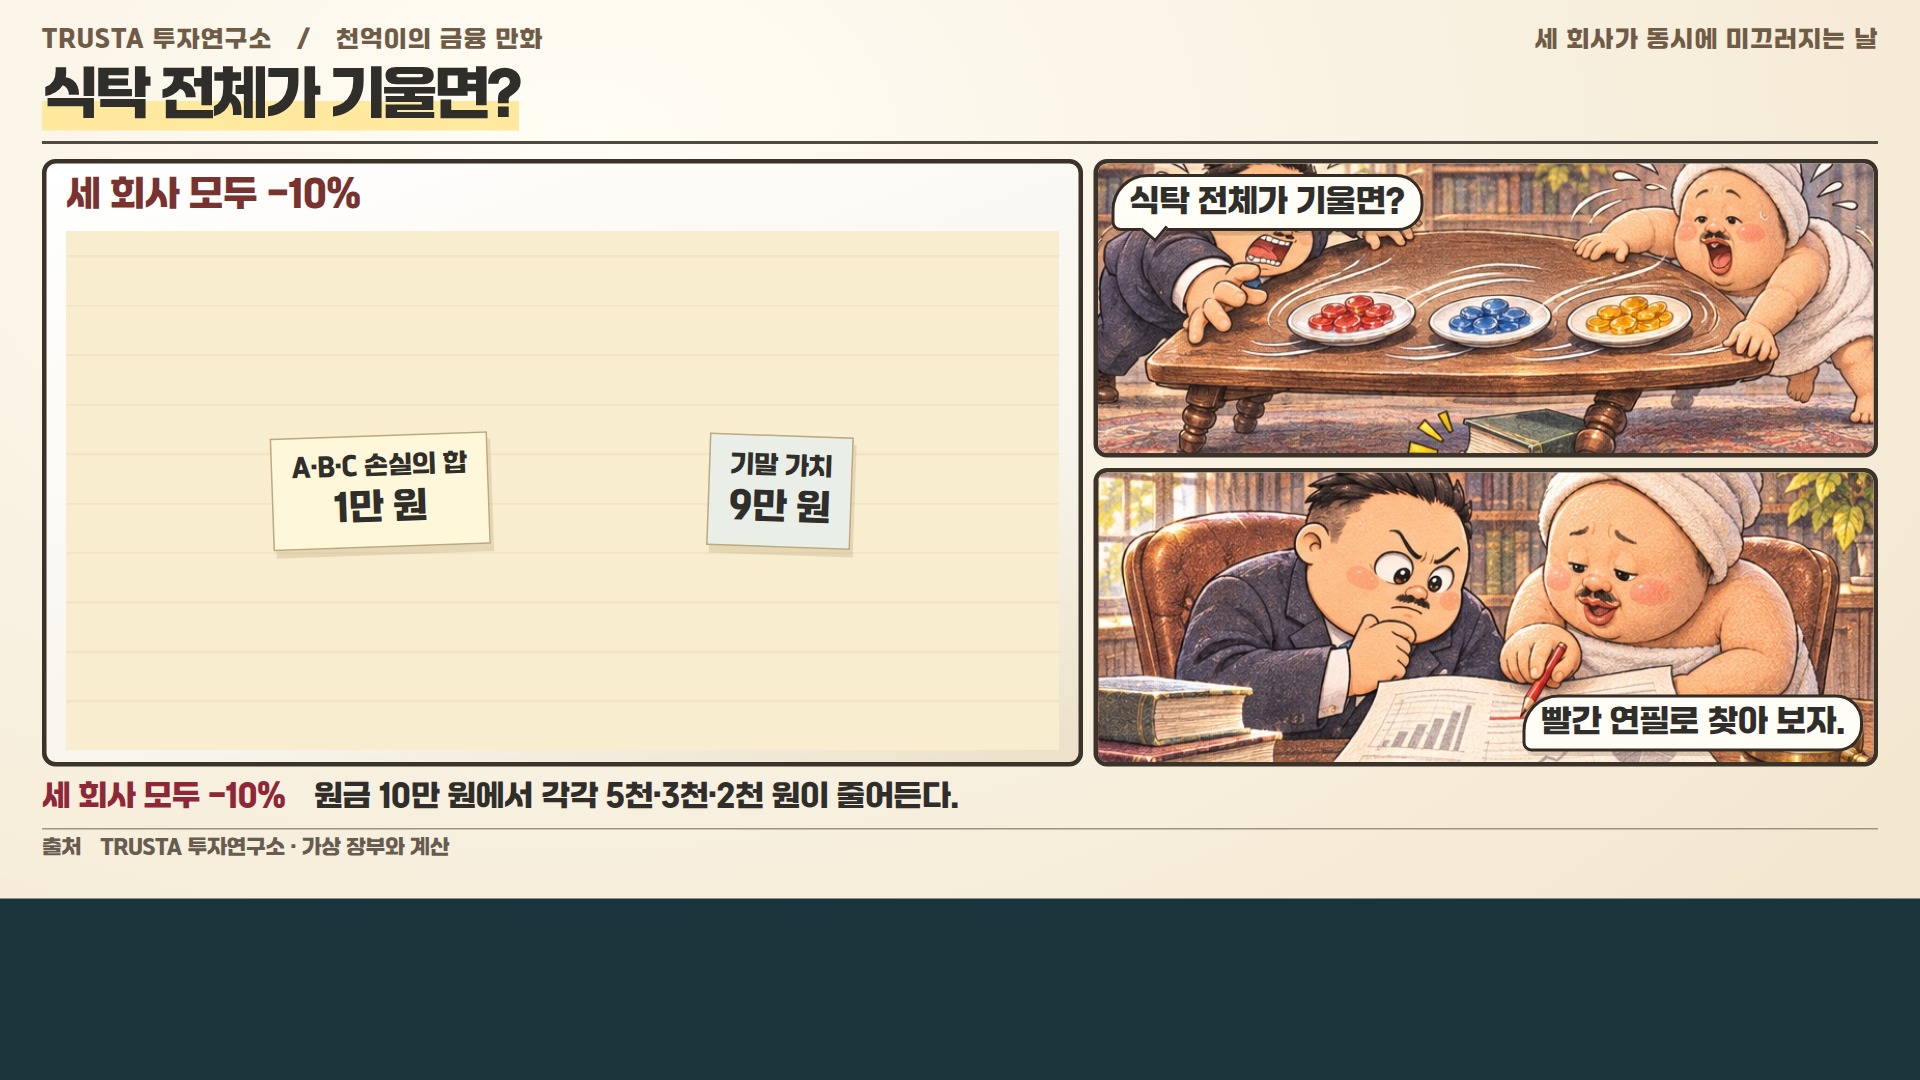 TRUSTA 투자연구소 / 천억이의 금융 만화
세 회사가 동시에 미끄러지는 날
식탁 전체가 기울면?
세 회사 모두 −10%
A·B·C 손실의 합
1만 원
기말 가치
9만 원
식탁 전체가 기울면?
빨간 연필로 찾아 보자.
세 회사 모두 −10% 원금 10만 원에서 각각 5천·3천·2천 원이 줄어든다.
출처 TRUSTA 투자연구소 · 가상 장부와 계산